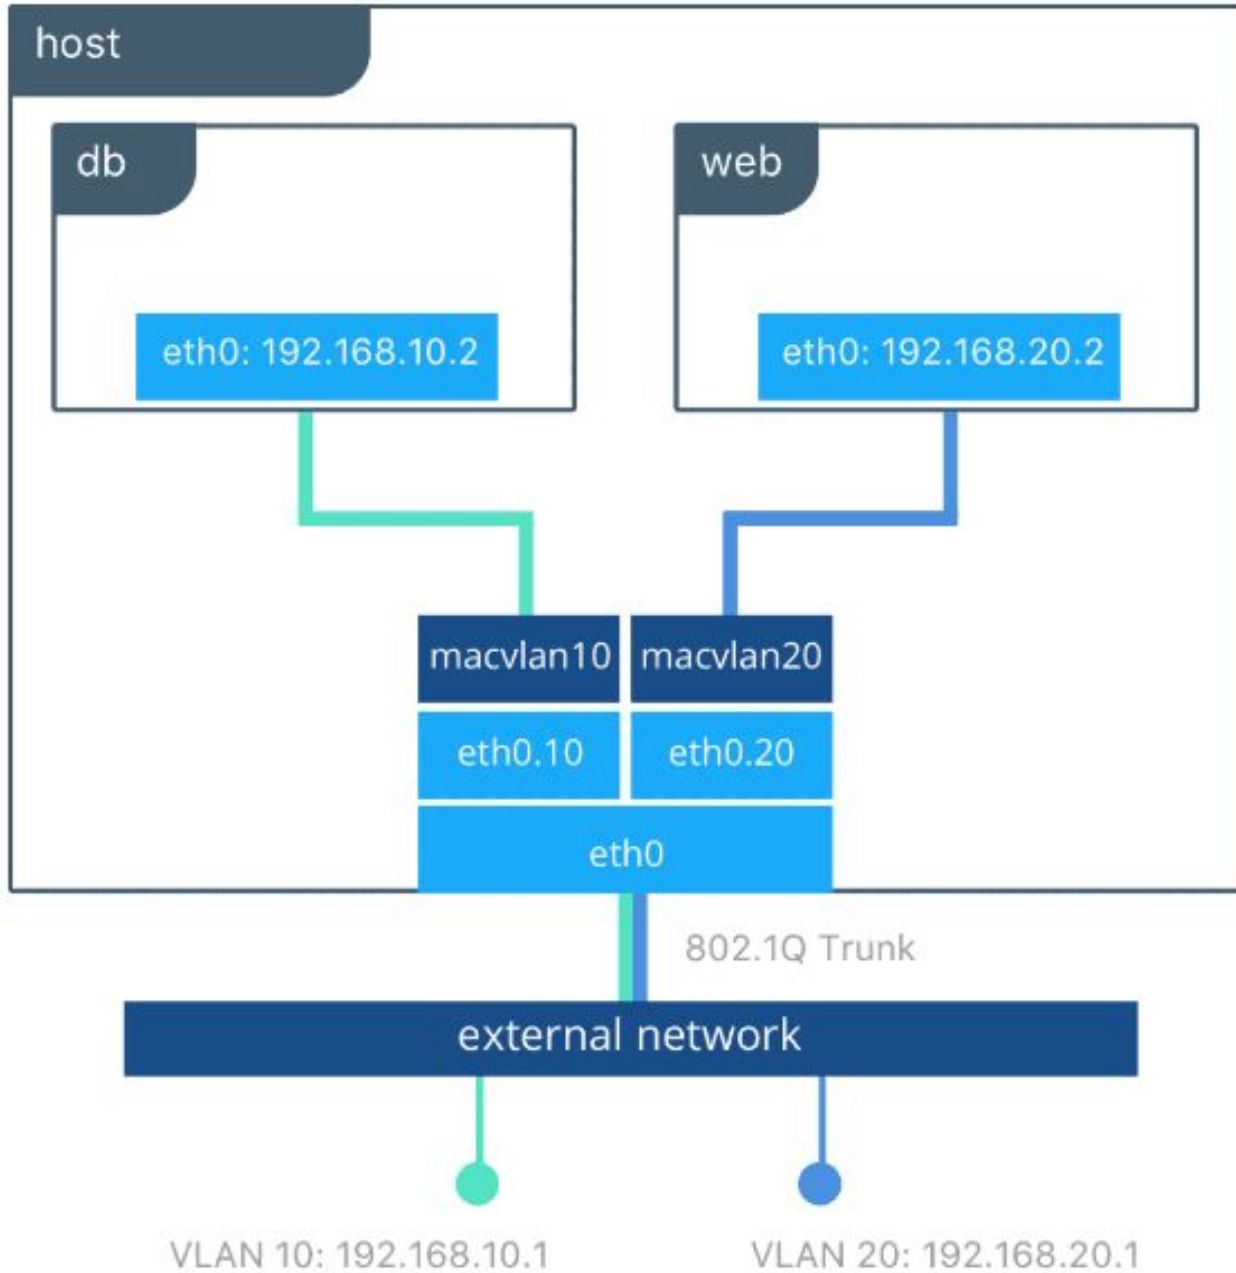 host
db
web
eth0: 192.168.10.2
eth0: 192.168.20.2
macvlan10
macvlan20
eth0.10
eth0.20
eth0
802.1Q Trunk
external network
VLAN 10: 192.168.10.1
VLAN 20: 192.168.20.1